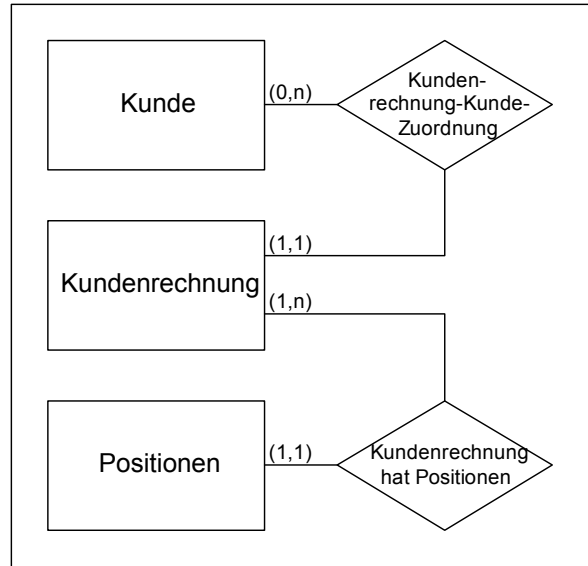 Kunde
(0,n)
Kunden-
rechnung-Kunde-
Zuordnung
(1,1)
Kundenrechnung
(1,n)
Positionen
(1,1)
Kundenrechnung
hat Positionen